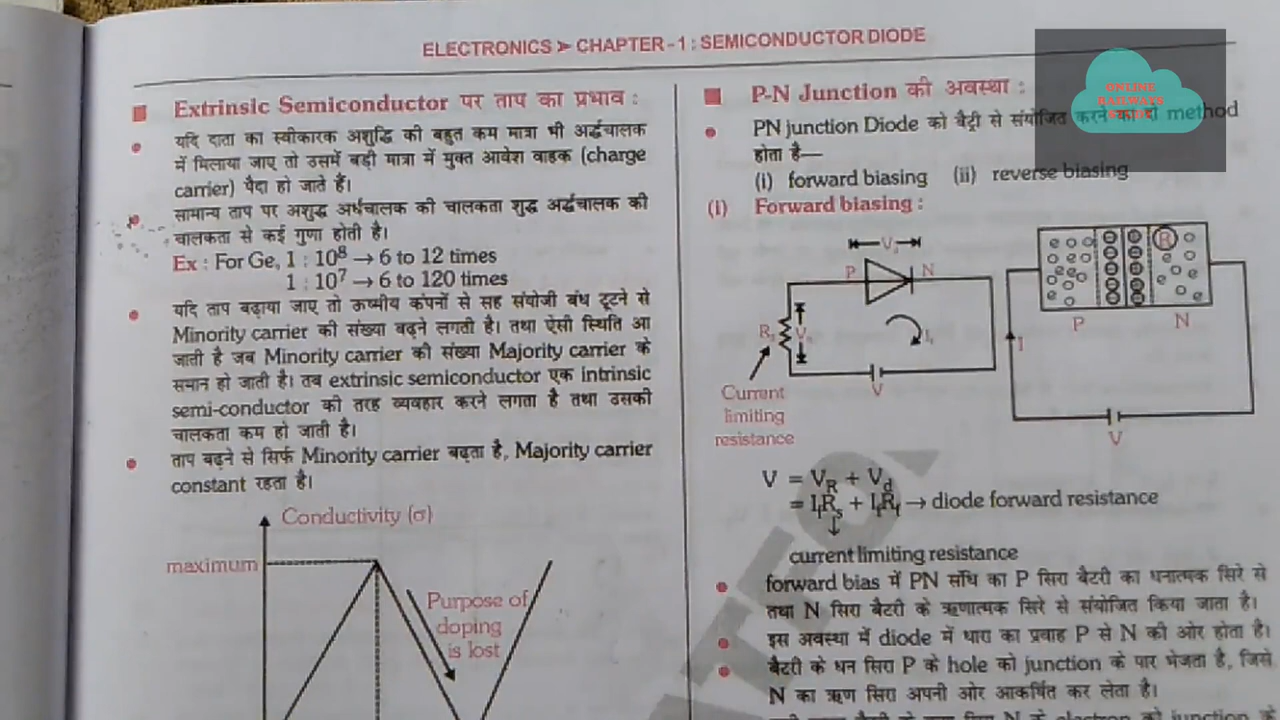 ELECTRONICS ➢ CHAPTER - 1 : SEMICONDUCTOR DIODE
ONLINE
RAILWAYS
Extrinsic Semiconductor पर ताप का प्रभाव :
यदि दाता का स्वीकारक अशुद्धि की बहुत कम मात्रा भी अर्द्धचालक
में मिलाया जाए तो उसमें बड़ी मात्रा में मुक्त आवेश वाहक (charge
carrier) पैदा हो जाते हैं।
सामान्य ताप पर अशुद्ध अर्धचालक की चालकता शुद्ध अर्द्धचालक की
चालकता से कई गुणा होती है।
Ex : For Ge, 1 : 10⁸ → 6 to 12 times
1 : 10⁷ → 6 to 120 times
यदि ताप बढ़ाया जाए तो ऊष्मीय कंपनों से सह संयोजी बंध टूटने से
Minority carrier की संख्या बढ़ने लगती है। तथा ऐसी स्थिति आ
जाती है जब Minority carrier की संख्या Majority carrier के
समान हो जाती है। तब extrinsic semiconductor एक intrinsic
semi-conductor की तरह व्यवहार करने लगता है तथा उसकी
चालकता कम हो जाती है।
ताप बढ़ने से सिर्फ Minority carrier बढ़ता है, Majority carrier
constant रहता है।
Conductivity (σ)
maximum
Purpose of
doping
is lost
P-N Junction की अवस्था :
PN junction Diode को बैट्री से संयोजित करने का दो method
होता है—
(i) forward biasing (ii) reverse biasing
(i) Forward biasing :
P N
R
P N
I
V
V
Current
limiting
resistance
V = V_R + V_d
= I_fR_s + I_fR_f → diode forward resistance
current limiting resistance
forward bias में PN संधि का P सिरा बैटरी का धनात्मक सिरे से
तथा N सिरा बैटरी के ऋणात्मक सिरे से संयोजित किया जाता है।
इस अवस्था में diode में धारा का प्रवाह P से N की ओर होता है।
बैटरी के धन सिरा P के hole को junction के पार भेजता है, जिसे
N का ऋण सिरा अपनी ओर आकर्षित कर लेता है।